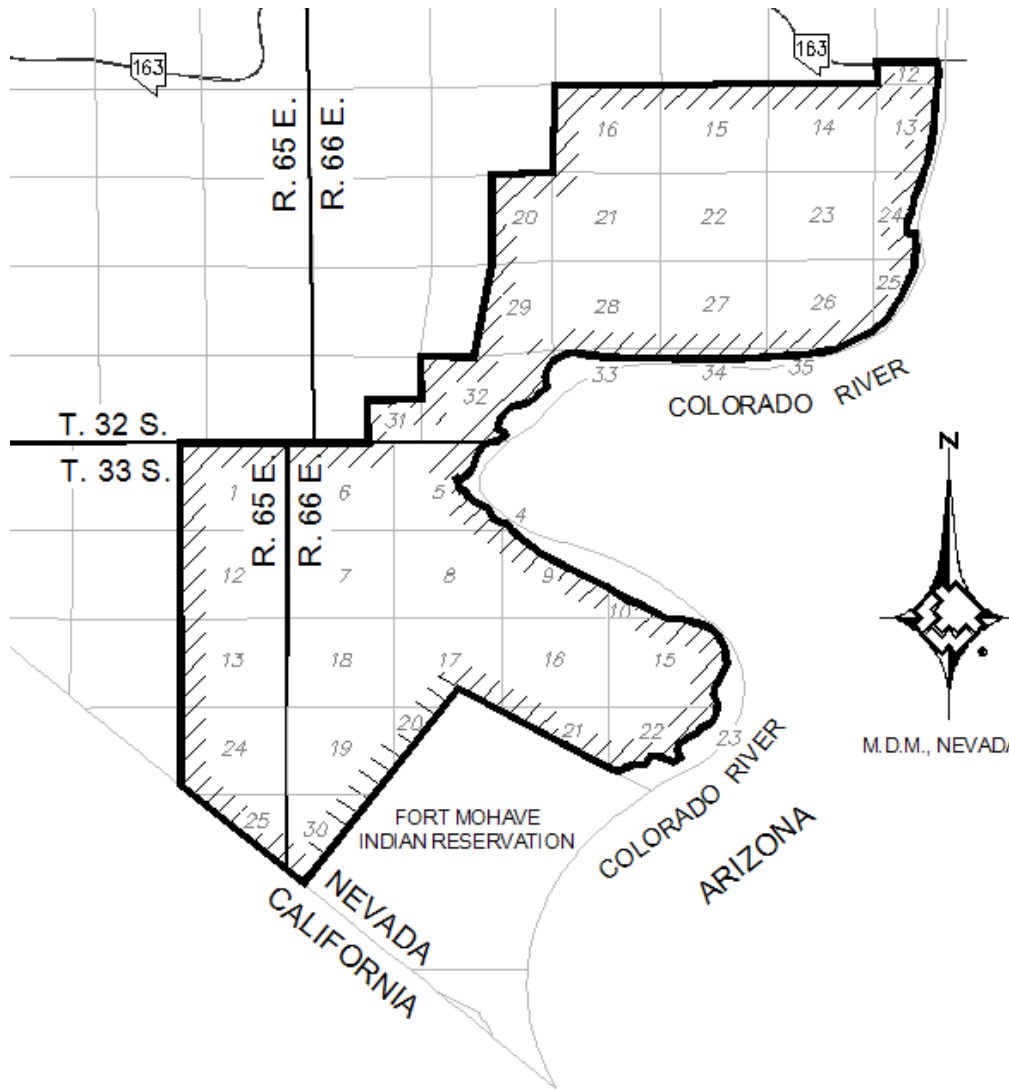 163
163
12
R. 65 E.
R. 66 E.
16
15
14
13
20
21
22
23
24
29
28
27
26
25
33
34
35
COLORADO RIVER
31
32
T. 32 S.
T. 33 S.
1
R. 65 E.
R. 66 E.
6
5
4
N
12
7
8
9
10
13
18
17
16
15
24
19
20
21
22
23
M.D.M., NEVADA
COLORADO RIVER
ARIZONA
25
30
FORT MOHAVE
INDIAN RESERVATION
NEVADA
CALIFORNIA